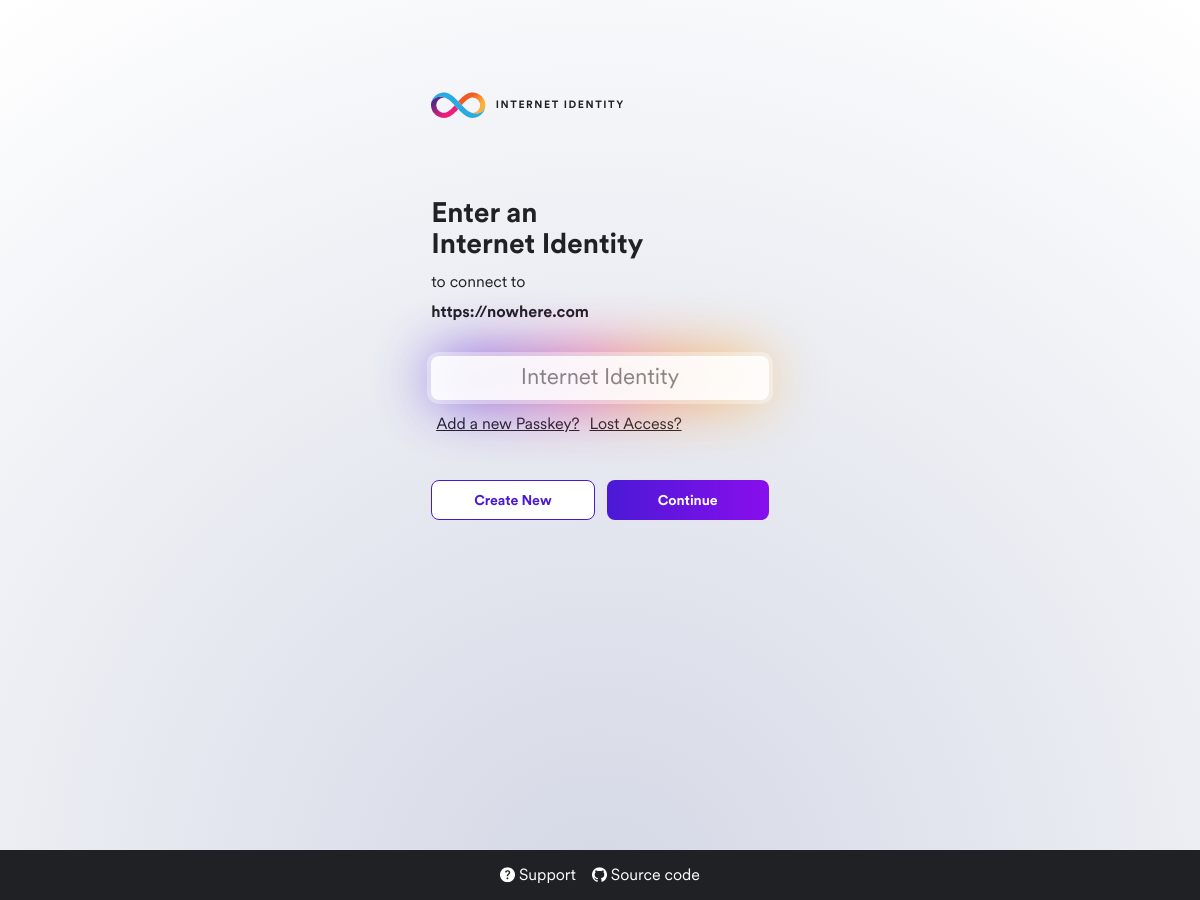 INTERNET IDENTITY
Enter an
Internet Identity
to connect to
https://nowhere.com
Internet Identity
Add a new Passkey? Lost Access?
Create New Continue
Support Source code